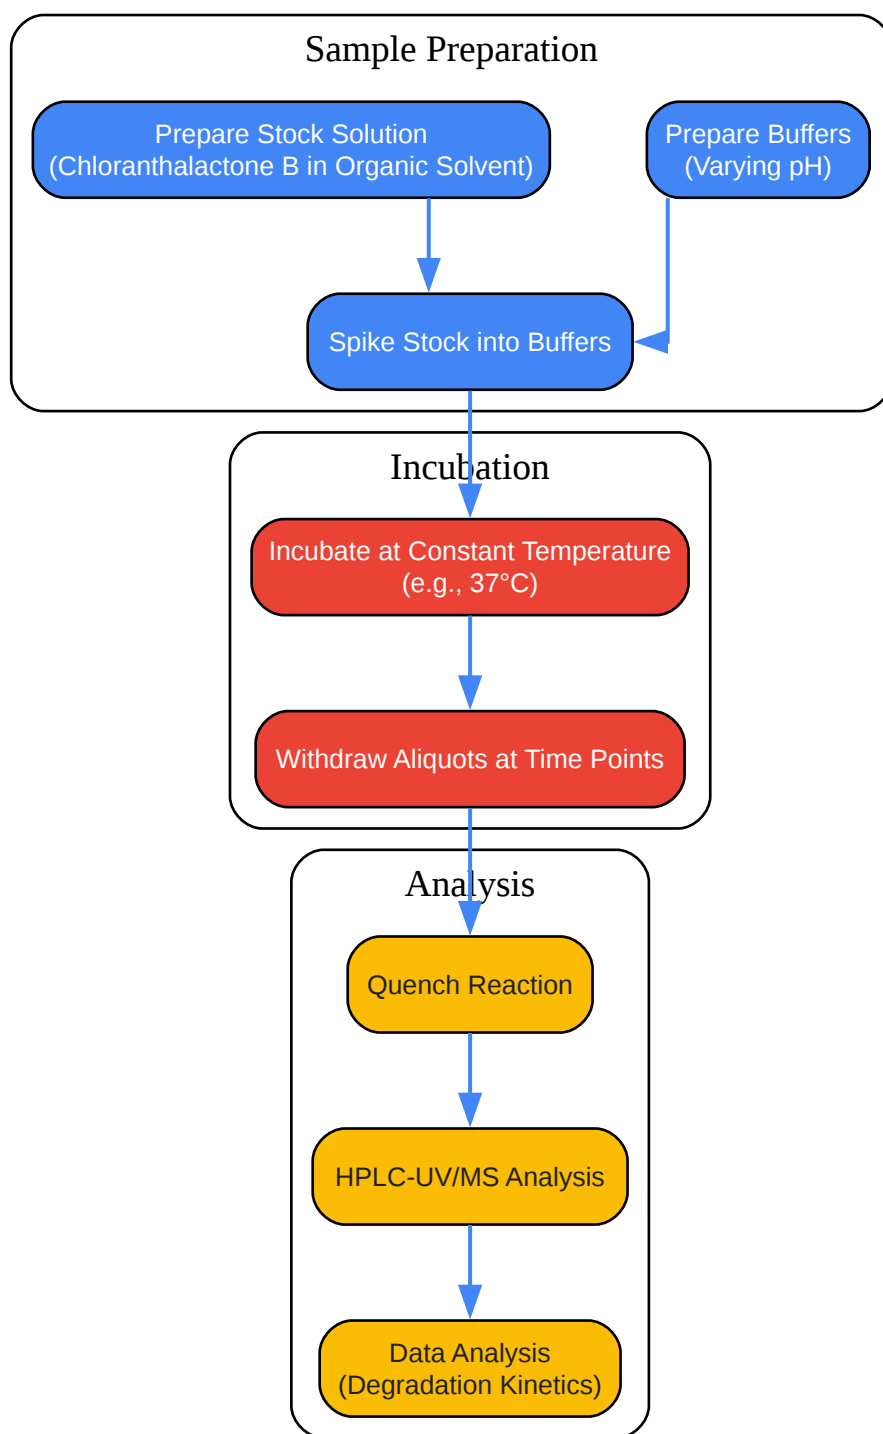 Sample Preparation
Prepare Stock Solution
(Chloranthalactone B in Organic Solvent)
Prepare Buffers
(Varying pH)
Spike Stock into Buffers
Incubation
Incubate at Constant Temperature
(e.g., 37°C)
Withdraw Aliquots at Time Points
Analysis
Quench Reaction
HPLC-UV/MS Analysis
Data Analysis
(Degradation Kinetics)